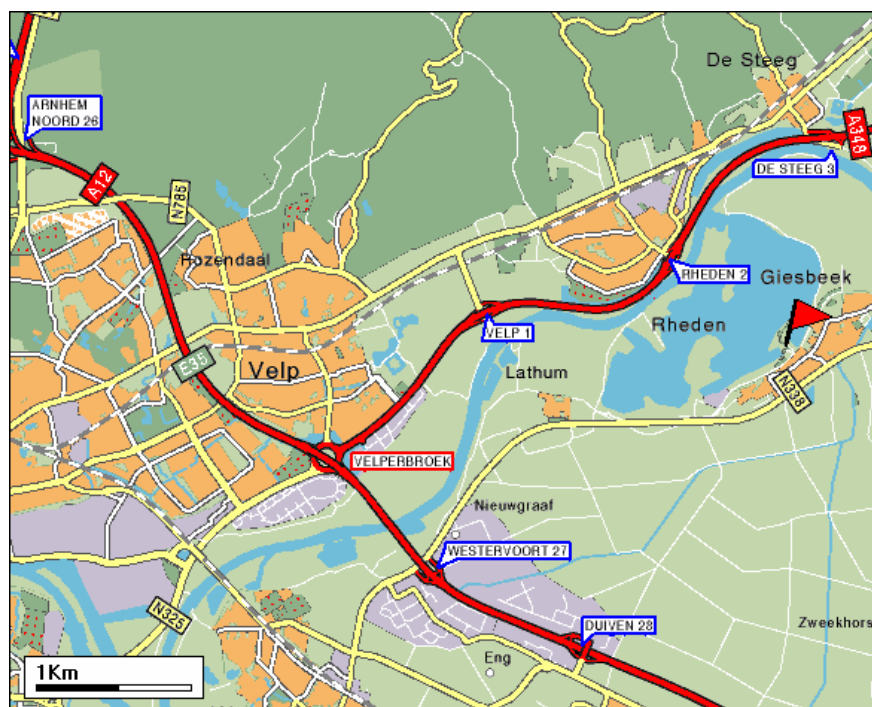 De Steeg
ARNHEM
NOORD 26
A348
DE STEEG 3
A12
N785
Rozendaal
RHEDEN 2
Giesbeek
VELP 1
Rheden
E35
Velp
Lathum
N338
VELPERBROEK
Nieuwgraaf
WESTERVOORT 27
N325
DUIVEN 28
Zweekhors
Eng
1Km